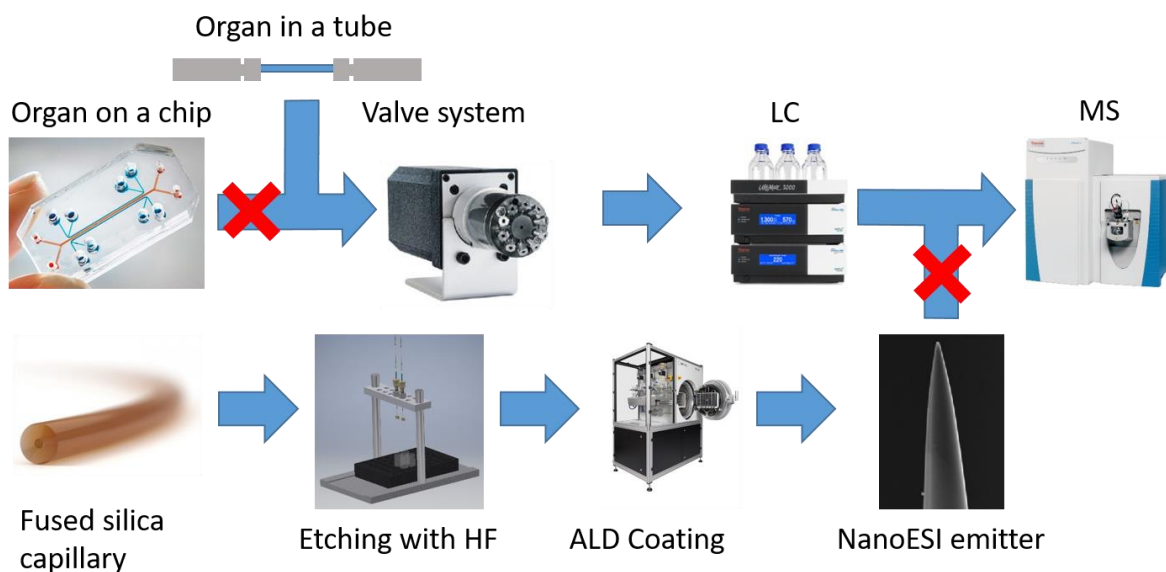 Organ in a tube
Organ on a chip
Valve system
LC
MS
Fused silica
capillary
Etching with HF
ALD Coating
NanoESI emitter